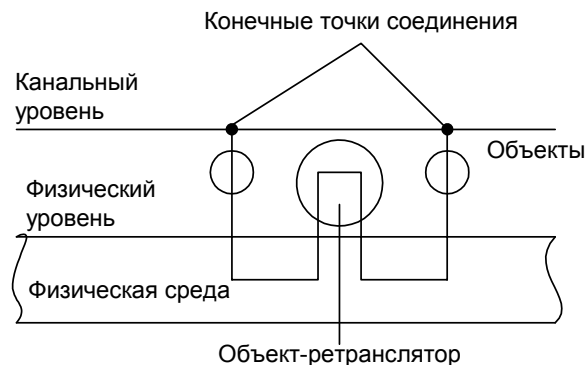 Конечные точки соединения
Канальный
уровень
Объекты
Физический
уровень
Физическая среда
Объект-ретранслятор